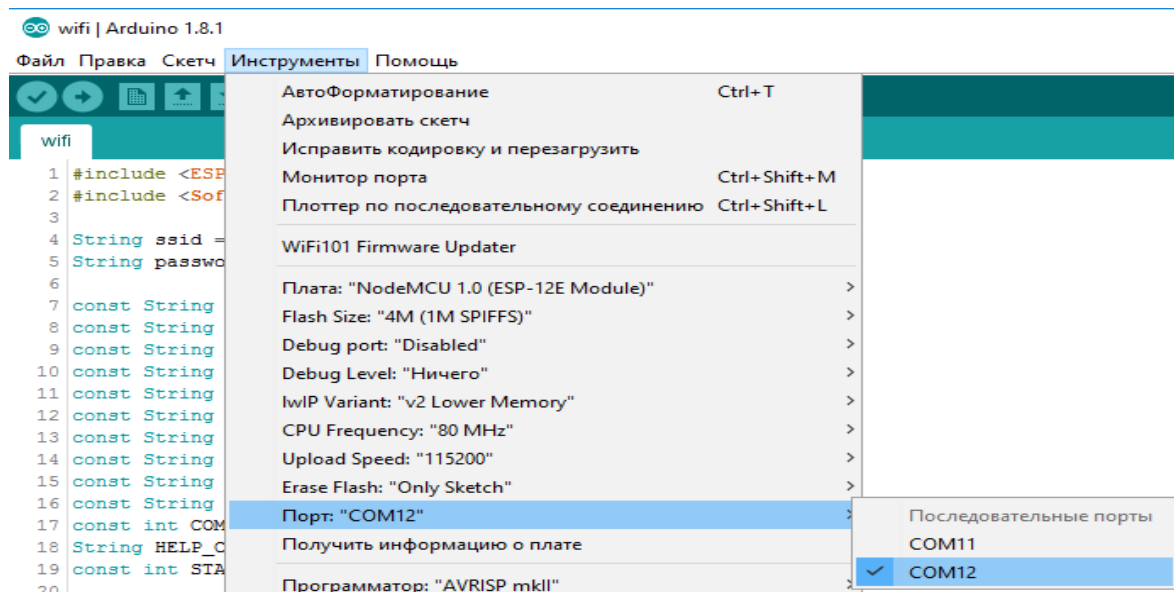 wifi | Arduino 1.8.1
Файл Правка Скетч Инструменты Помощь
wifi
1 #include <ESP
2 #include <Sof
3
4 String ssid =
5 String passwo
6
7 const String
8 const String
9 const String
10 const String
11 const String
12 const String
13 const String
14 const String
15 const String
16 const String
17 const int COM
18 String HELP_C
19 const int STA
20
АвтоФорматирование Ctrl+T
Архивировать скетч
Исправить кодировку и перезагрузить
Монитор порта Ctrl+Shift+M
Плоттер по последовательному соединению Ctrl+Shift+L
WiFi101 Firmware Updater
Плата: "NodeMCU 1.0 (ESP-12E Module)"
Flash Size: "4M (1M SPIFFS)"
Debug port: "Disabled"
Debug Level: "Ничего"
lwIP Variant: "v2 Lower Memory"
CPU Frequency: "80 MHz"
Upload Speed: "115200"
Erase Flash: "Only Sketch"
Порт: "COM12"
Получить информацию о плате
Программатор: "AVRISP mkII"
Последовательные порты
COM11
COM12